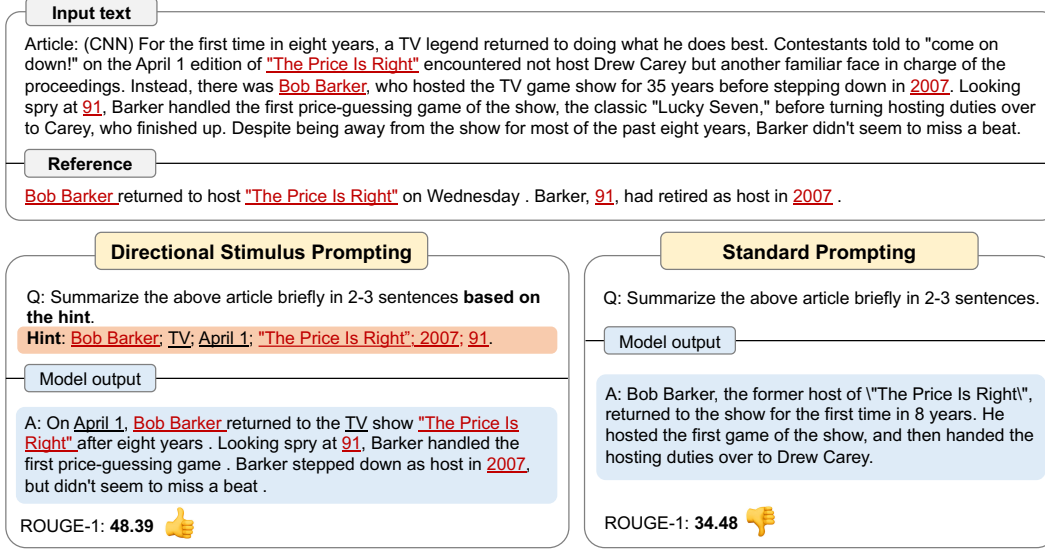 Input text
Article: (CNN) For the first time in eight years, a TV legend returned to doing what he does best. Contestants told to "come on
down!" on the April 1 edition of "The Price Is Right" encountered not host Drew Carey but another familiar face in charge of the
proceedings. Instead, there was Bob Barker, who hosted the TV game show for 35 years before stepping down in 2007. Looking
spry at 91, Barker handled the first price-guessing game of the show, the classic "Lucky Seven," before turning hosting duties over
to Carey, who finished up. Despite being away from the show for most of the past eight years, Barker didn't seem to miss a beat.
Reference
Bob Barker returned to host "The Price Is Right" on Wednesday . Barker, 91, had retired as host in 2007 .
Directional Stimulus Prompting
Q: Summarize the above article briefly in 2-3 sentences based on
the hint.
Hint: Bob Barker; TV; April 1; "The Price Is Right"; 2007; 91.
Model output
A: On April 1, Bob Barker returned to the TV show "The Price Is
Right" after eight years . Looking spry at 91, Barker handled the
first price-guessing game . Barker stepped down as host in 2007,
but didn't seem to miss a beat .
ROUGE-1: 48.39
Standard Prompting
Q: Summarize the above article briefly in 2-3 sentences.
Model output
A: Bob Barker, the former host of \"The Price Is Right\",
returned to the show for the first time in 8 years. He
hosted the first game of the show, and then handed the
hosting duties over to Drew Carey.
ROUGE-1: 34.48